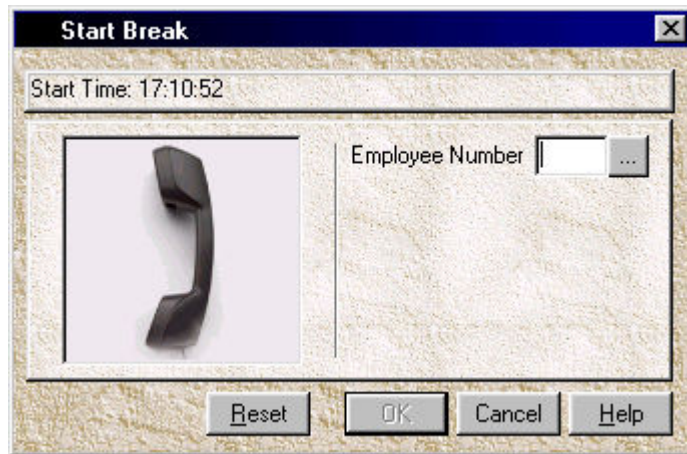 Start Break
Start Time: 17:10:52
Employee Number ...
Reset OK Cancel Help